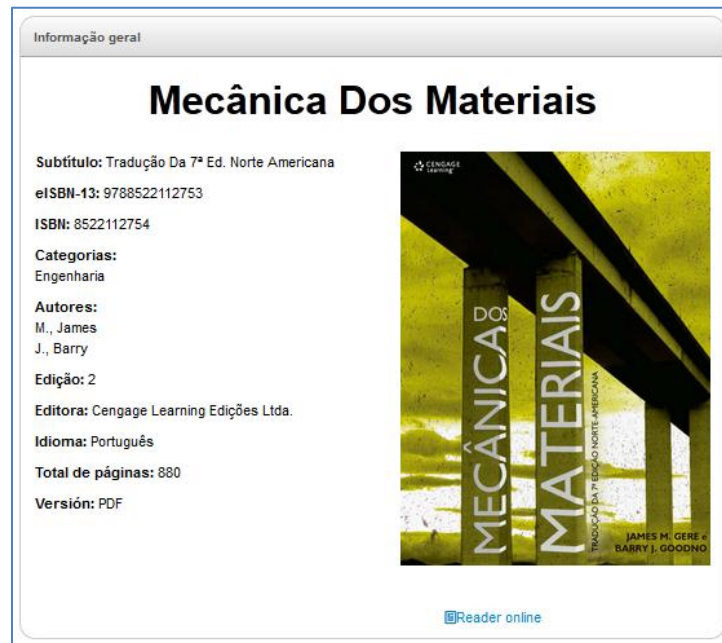 Informação geral
Mecânica Dos Materiais
Subtítulo: Tradução Da 7ª Ed. Norte Americana
eISBN-13: 9788522112753
ISBN: 8522112754
Categorias:
Engenharia
Autores:
M., James
J., Barry
Edição: 2
Editora: Cengage Learning Edições Ltda.
Idioma: Português
Total de páginas: 880
Versión: PDF
CENGAGE
Learning
MECÂNICA DOS
MATERIAIS
TRADUÇÃO DA 7ª EDIÇÃO NORTE-AMERICANA
JAMES M. GERE e
BARRY J. GOODNO
Reader online